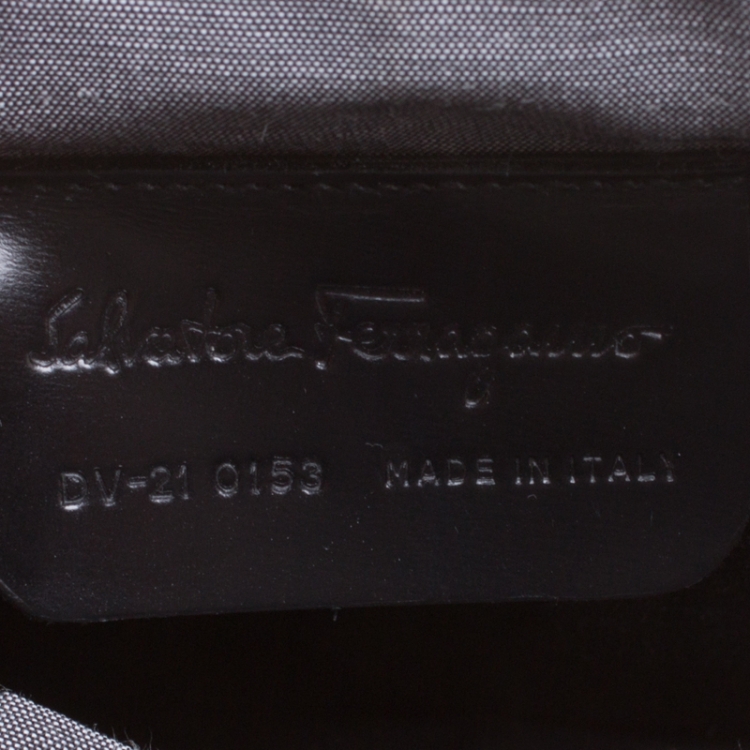 Salvatore Ferragamo
DV-21 0153 MADE IN ITALY